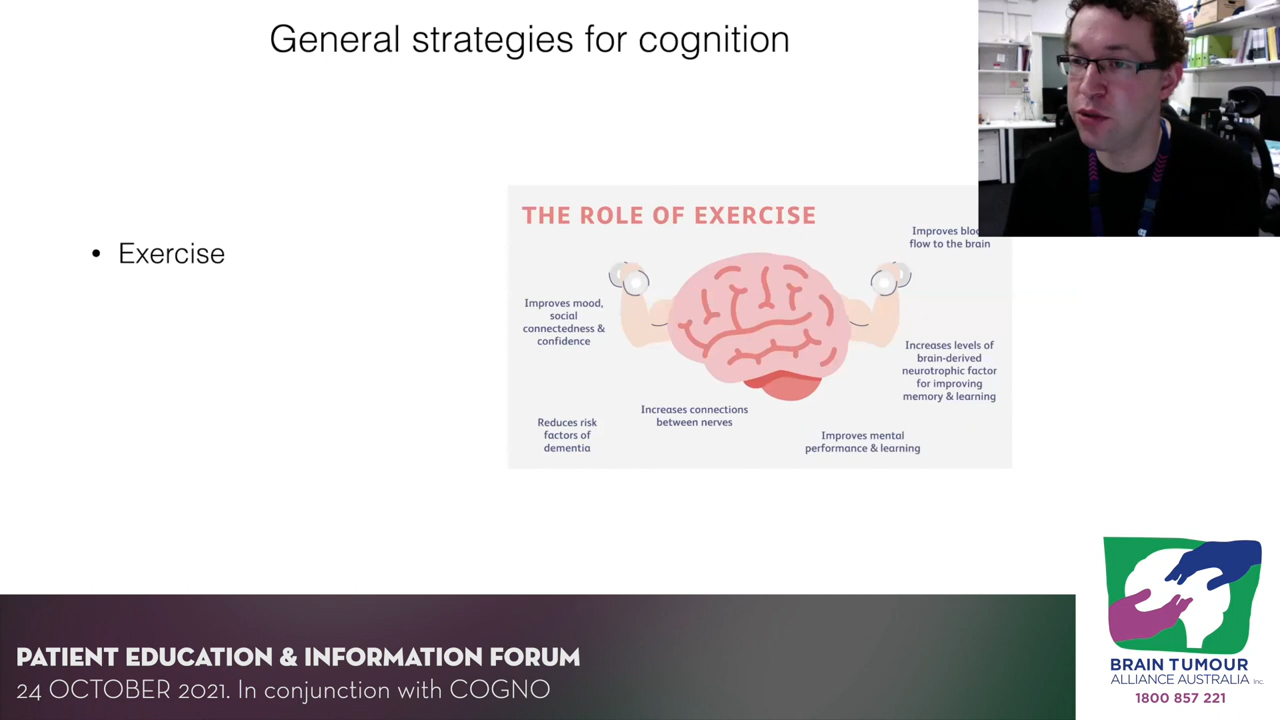 General strategies for cognition
• Exercise
THE ROLE OF EXERCISE
Improves
flow to the brain
Improves mood,
social
connectedness &
confidence
Increases levels of
brain-derived
neurotrophic factor
for improving
memory & learning
Increases connections
between nerves
Reduces risk
factors of
dementia
Improves mental
performance & learning
PATIENT EDUCATION & INFORMATION FORUM
24 OCTOBER 2021. In conjunction with COGNO
BRAIN TUMOUR
ALLIANCE AUSTRALIA Inc.
1800 857 221